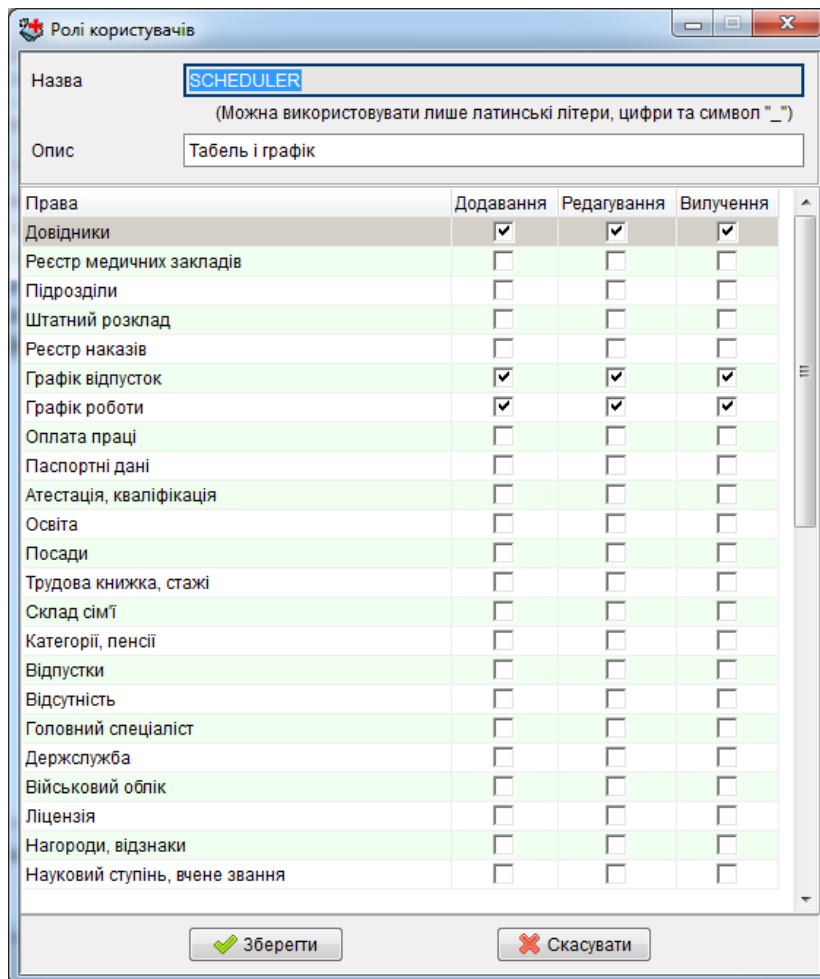 Ролі користувачів
Назва SCHEDULER
(Можна використовувати лише латинські літери, цифри та символ "_")
Опис Табель і графік
Права Додавання Редагування Вилучення
Довідники
Реєстр медичних закладів
Підрозділи
Штатний розклад
Реєстр наказів
Графік відпусток
Графік роботи
Оплата праці
Паспортні дані
Атестація, кваліфікація
Освіта
Посади
Трудова книжка, стажі
Склад сім'ї
Категорії, пенсії
Відпустки
Відсутність
Головний спеціаліст
Держслужба
Військовий облік
Ліцензія
Нагороди, відзнаки
Науковий ступінь, вчене звання
Зберегти Скасувати